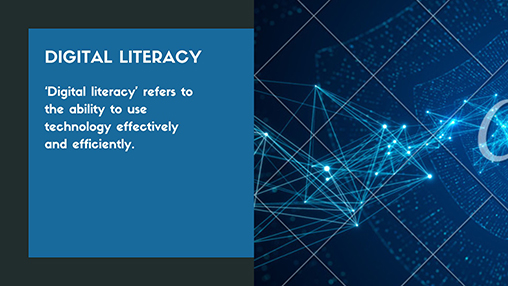 DIGITAL LITERACY
‘Digital literacy’ refers to
the ability to use
technology effectively
and efficiently.